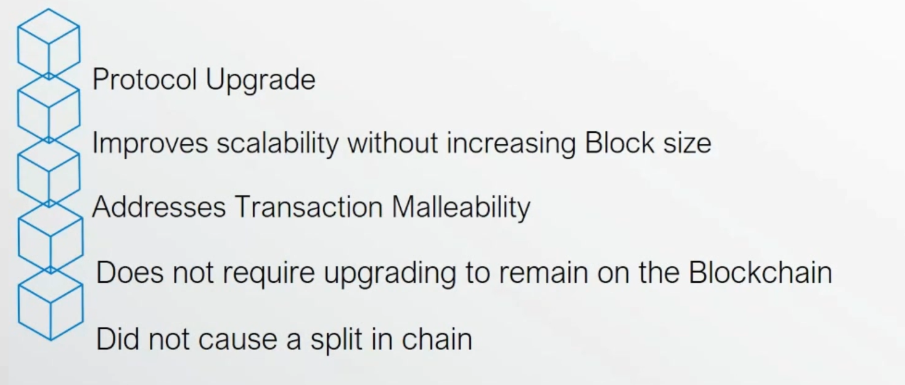 Protocol Upgrade
Improves scalability without increasing Block size
Addresses Transaction Malleability
Does not require upgrading to remain on the Blockchain
Did not cause a split in chain